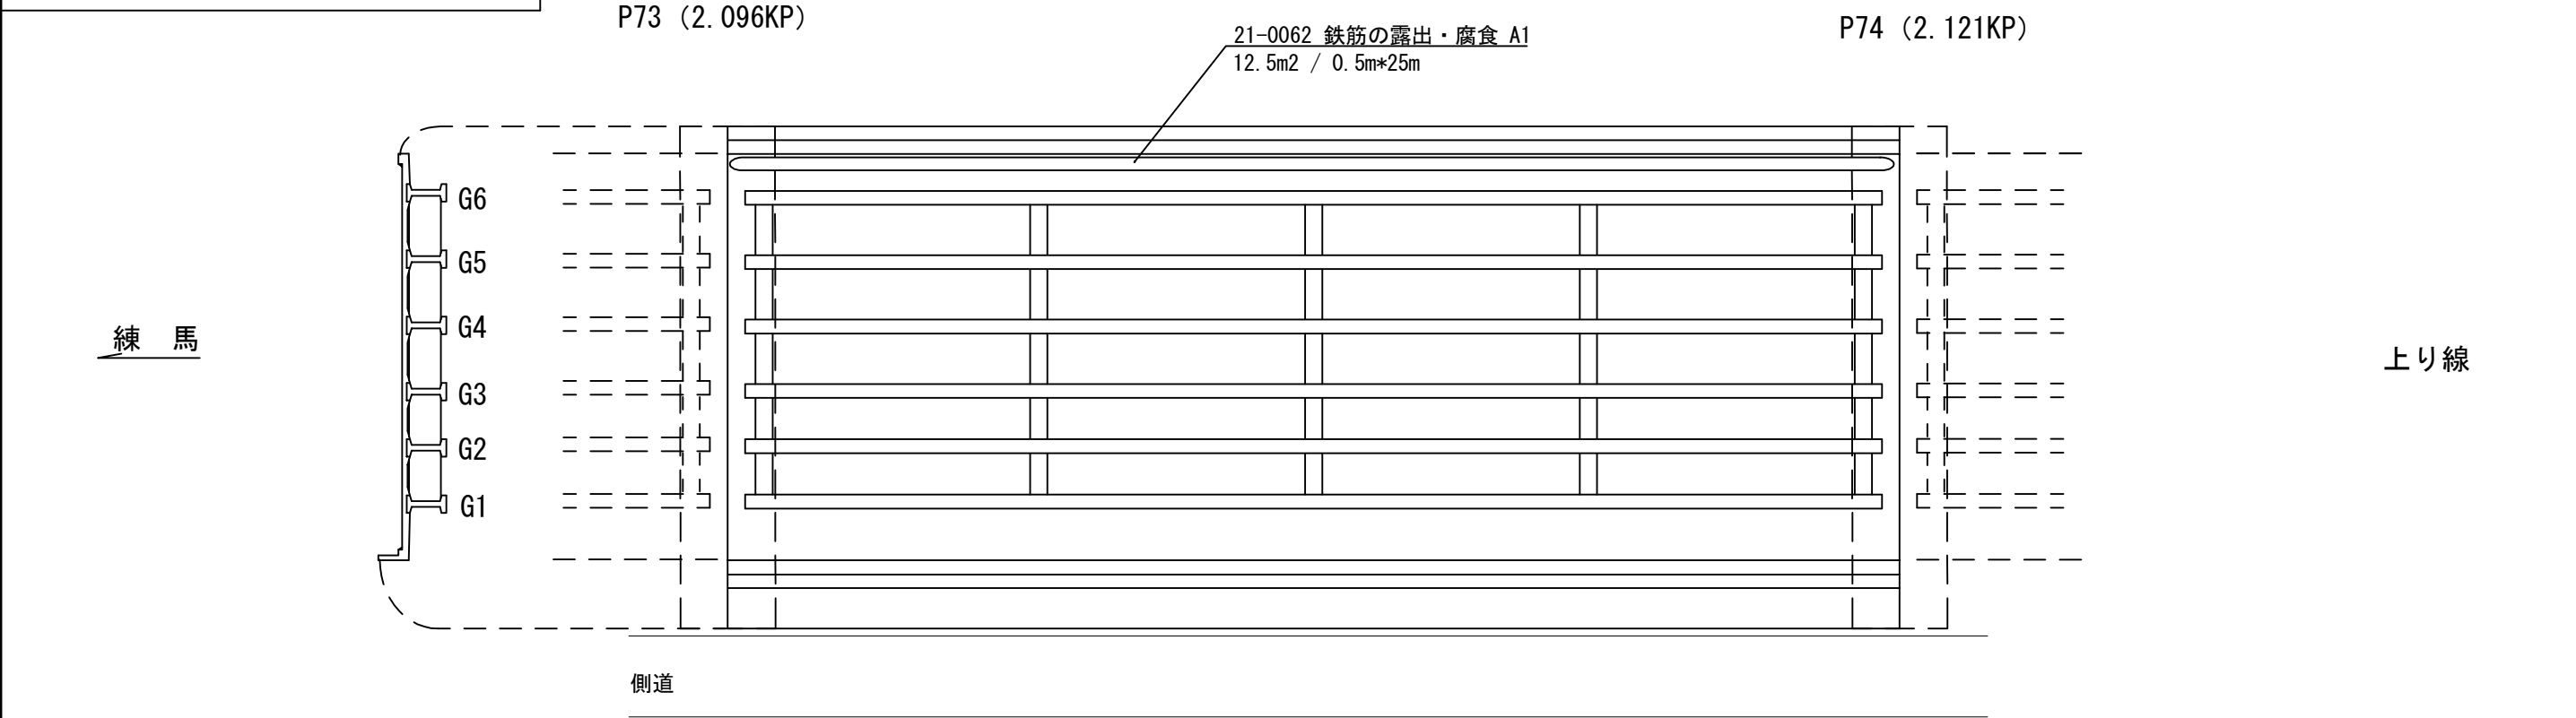 P73 (2.096KP)
21-0062 鉄筋の露出・腐食 A1
12.5m2 / 0.5m*25m
P74 (2.121KP)
G6
G5
G4
G3
G2
G1
練 馬
上り線
側道